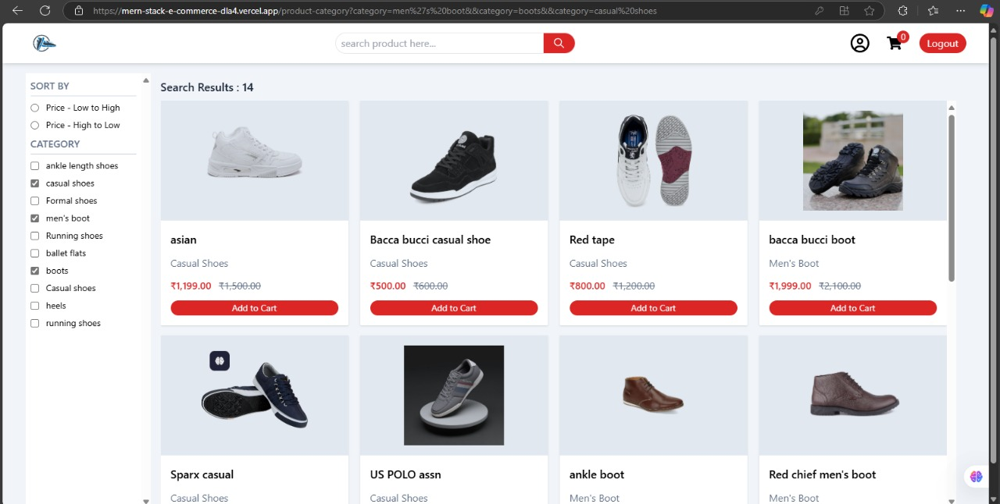 https://mern-stack-e-commerce-dla4.vercel.app/product-category?category=men%27s%20boot&&category=boots&&category=casual%20shoes
search product here...
0
Logout
SORT BY
Price - Low to High
Price - High to Low
CATEGORY
ankle length shoes
casual shoes
Formal shoes
men's boot
Running shoes
ballet flats
boots
Casual shoes
heels
running shoes
Search Results : 14
asian
Casual Shoes
₹1,199.00 ₹1,500.00
Add to Cart
Bacca bucci casual shoe
Casual Shoes
₹500.00 ₹600.00
Add to Cart
Red tape
Casual Shoes
₹800.00 ₹1,200.00
Add to Cart
bacca bucci boot
Men's Boot
₹1,999.00 ₹2,100.00
Add to Cart
Sparx casual
Casual Shoes
US POLO assn
Casual Shoes
ankle boot
Men's Boot
Red chief men's boot
Men's Boot